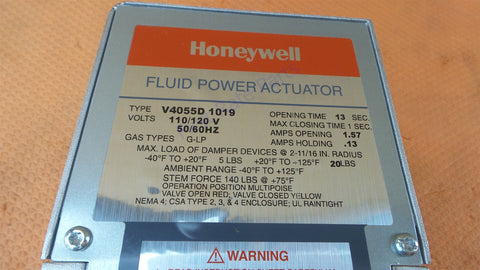 Honeywell
FLUID POWER ACTUATOR
TYPE V4055D 1019
VOLTS 110/120 V
50/60HZ
OPENING TIME 13 SEC.
MAX CLOSING TIME 1 SEC.
AMPS OPENING 1.57
AMPS HOLDING .13
GAS TYPES G-LP
MAX. LOAD OF DAMPER DEVICES @ 2-11/16 IN. RADIUS
-40°F TO +20°F 5 LBS +20°F TO -125°F 20LBS
AMBIENT RANGE -40°F TO +125°F
STEM FORCE 140 LBS @ +75°F
OPERATION POSITION MULTIPOISE
VALVE OPEN RED; VALVE CLOSED YELLOW
NEMA 4; CSA TYPE 2, 3, & 4 ENCLOSURE; UL RAINTIGHT
WARNING